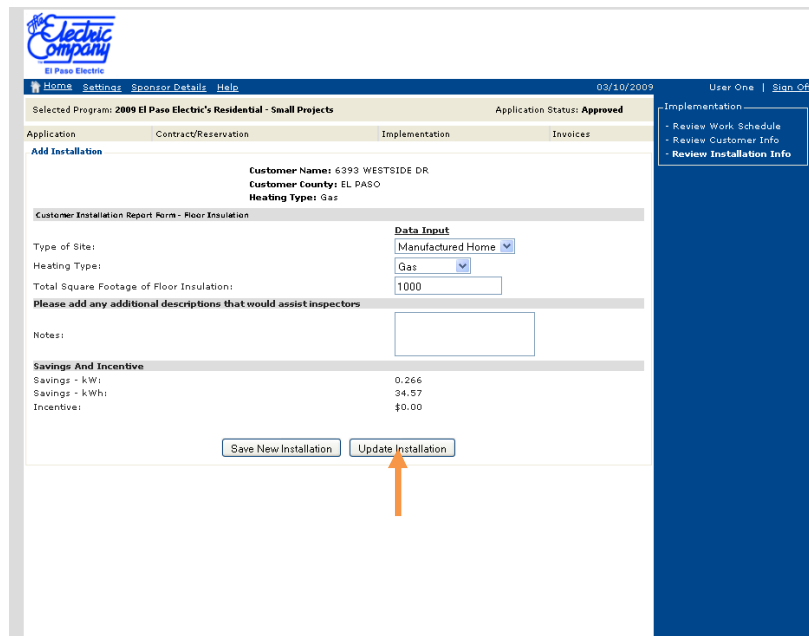 The
Electric
Company
El Paso Electric
Home Settings Sponsor Details Help 03/10/2009 User One | Sign Off
Selected Program: 2009 El Paso Electric's Residential - Small Projects Application Status: Approved
Implementation
- Review Work Schedule
- Review Customer Info
- Review Installation Info
Application Contract/Reservation Implementation Invoices
Add Installation
Customer Name: 6393 WESTSIDE DR
Customer County: EL PASO
Heating Type: Gas
Customer Installation Report Form - Floor Insulation
Data Input
Type of Site: Manufactured Home
Heating Type: Gas
Total Square Footage of Floor Insulation: 1000
Please add any additional descriptions that would assist inspectors
Notes:
Savings And Incentive
Savings - kW: 0.266
Savings - kWh: 34.57
Incentive: $0.00
Save New Installation Update Installation